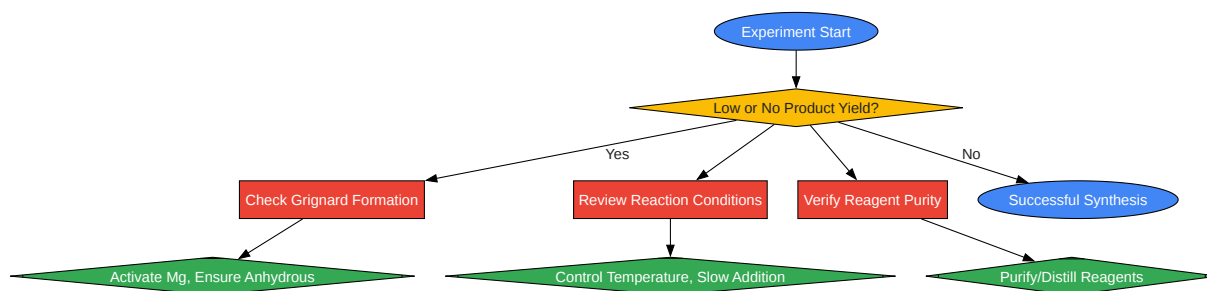 Experiment Start
Low or No Product Yield?
Yes
No
Check Grignard Formation
Review Reaction Conditions
Verify Reagent Purity
Successful Synthesis
Activate Mg, Ensure Anhydrous
Control Temperature, Slow Addition
Purify/Distill Reagents